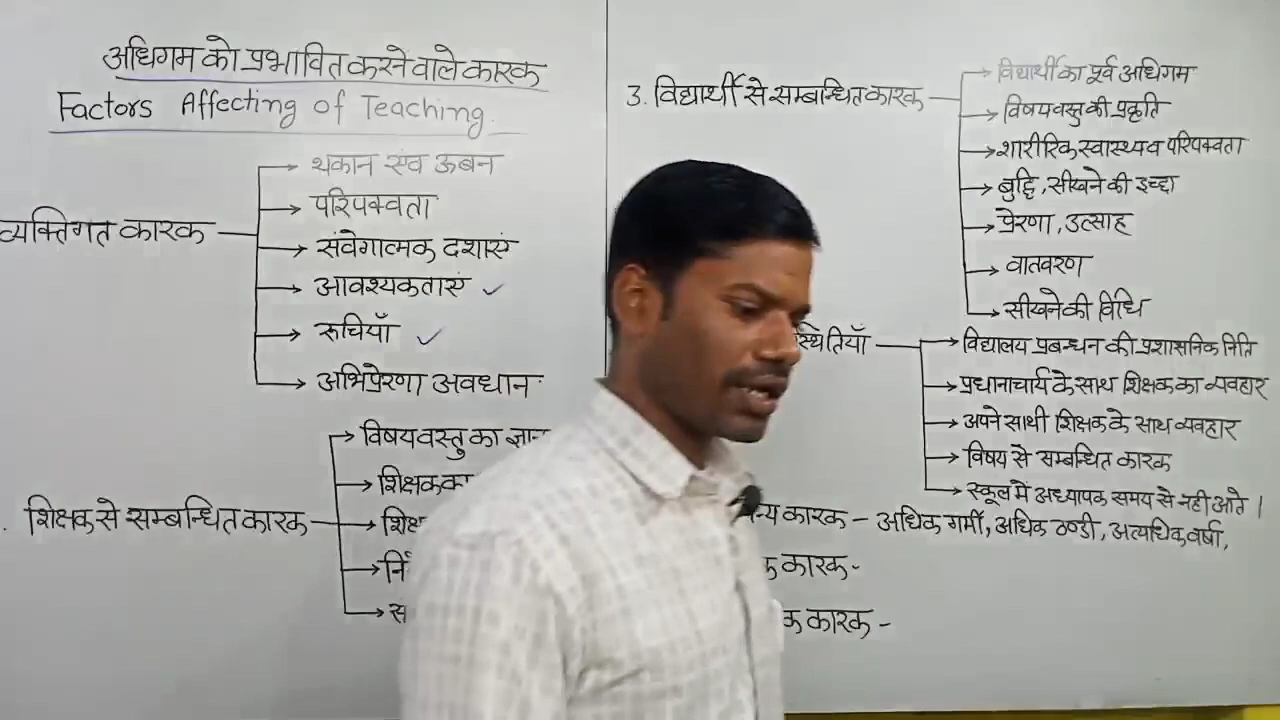 अधिगम को प्रभावित करने वाले कारक
Factors Affecting of Teaching
व्यक्तिगत कारक
थकान एंव ऊबन
परिपक्वता
संवेगात्मक दशाएं
आवश्यकताएं
रुचियाँ
अभिप्रेरणा अवधान
शिक्षक से सम्बन्धित कारक
विषयवस्तु का
3. विद्यार्थी से सम्बन्धित कारक
विद्यार्थी का पूर्व अधिगम
विषयवस्तु की प्रकृति
शारीरिक स्वास्थ्य व परिपक्वता
बुद्धि, सीखने की इच्छा
प्रेरणा, उत्साह
वातवरण
सीखने की विधि
विद्यालय प्रबन्धन की प्रशासनिक निति
प्रधानाचार्य के साथ शिक्षक का व्यवहार
अपने साथी शिक्षक के साथ व्यवहार
विषय से सम्बन्धित कारक
स्कूल मे अध्यापक समय से नही आते ।
कारक - अधिक गर्मी, अधिक ठण्डी, अत्यधिक वर्षा,
कारक -
कारक -